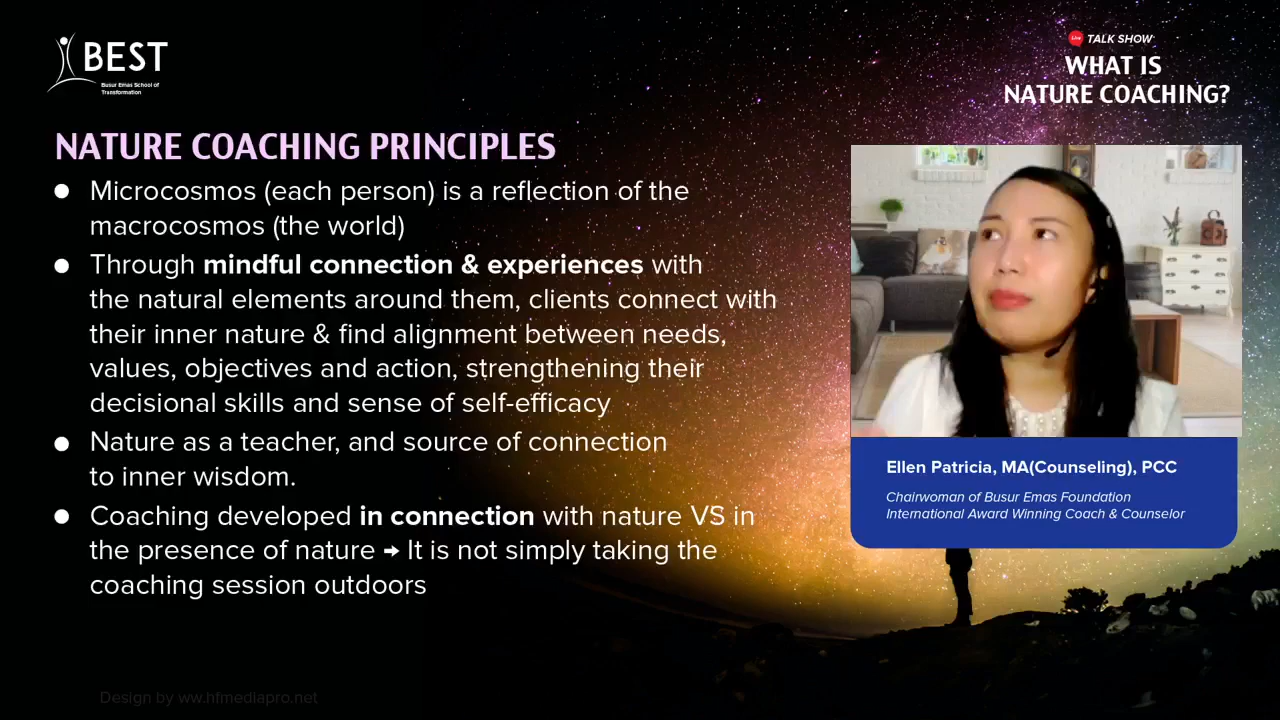 BEST
Busur Emas School of
Transformation
Live TALK SHOW
WHAT IS
NATURE COACHING?
NATURE COACHING PRINCIPLES
● Microcosmos (each person) is a reflection of the
macrocosmos (the world)
● Through mindful connection & experiences with
the natural elements around them, clients connect with
their inner nature & find alignment between needs,
values, objectives and action, strengthening their
decisional skills and sense of self-efficacy
● Nature as a teacher, and source of connection
to inner wisdom.
● Coaching developed in connection with nature VS in
the presence of nature → It is not simply taking the
coaching session outdoors
Ellen Patricia, MA(Counseling), PCC
Chairwoman of Busur Emas Foundation
International Award Winning Coach & Counselor
Design by ww.hfmediapro.net